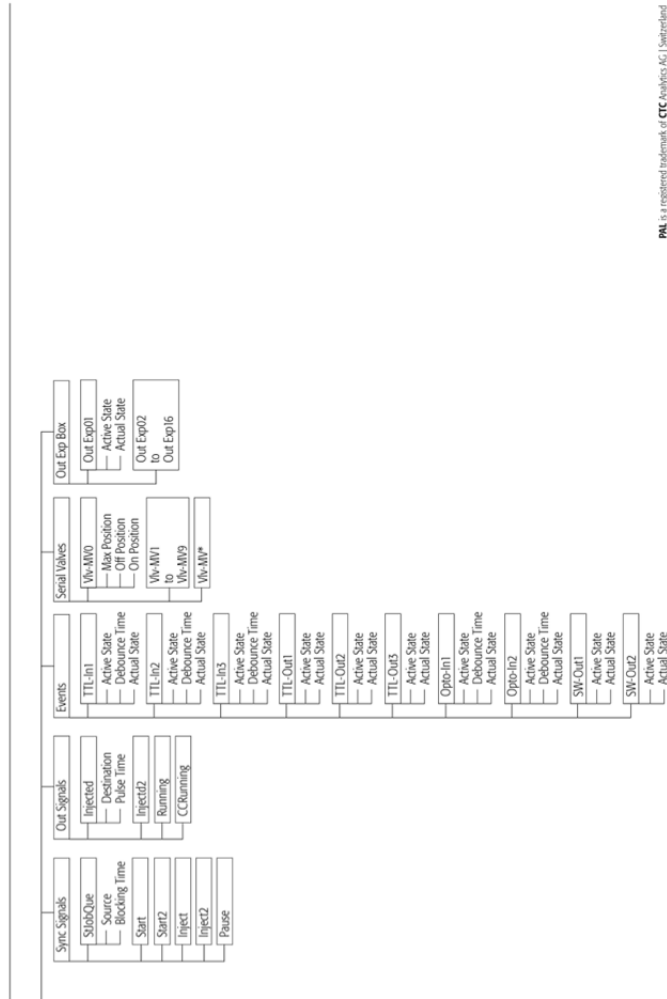 Sync Signals
StJobQue
Source
Blocking Time
Start
Start2
Inject
Inject2
Pause
Out Signals
Injected
Destination
Pulse Time
Injectd2
Running
CCRunning
Events
TTL-In1
Active State
Debounce Time
Actual State
TTL-In2
Active State
Debounce Time
Actual State
TTL-In3
Active State
Debounce Time
Actual State
TTL-Out1
Active State
Actual State
TTL-Out2
Active State
Actual State
TTL-Out3
Active State
Actual State
Opto-In1
Active State
Debounce Time
Actual State
Opto-In2
Active State
Debounce Time
Actual State
SW-Out1
Active State
Actual State
SW-Out2
Active State
Actual State
Serial Valves
Vlv-MV0
Max Position
Off Position
On Position
Vlv-MV1
to
Vlv-MV9
Vlv-MV*
Out Exp Box
Out Exp01
Active State
Actual State
Out Exp02
to
Out Exp16
PAL is a registered trademark of CTC Analytics AG | Switzerland